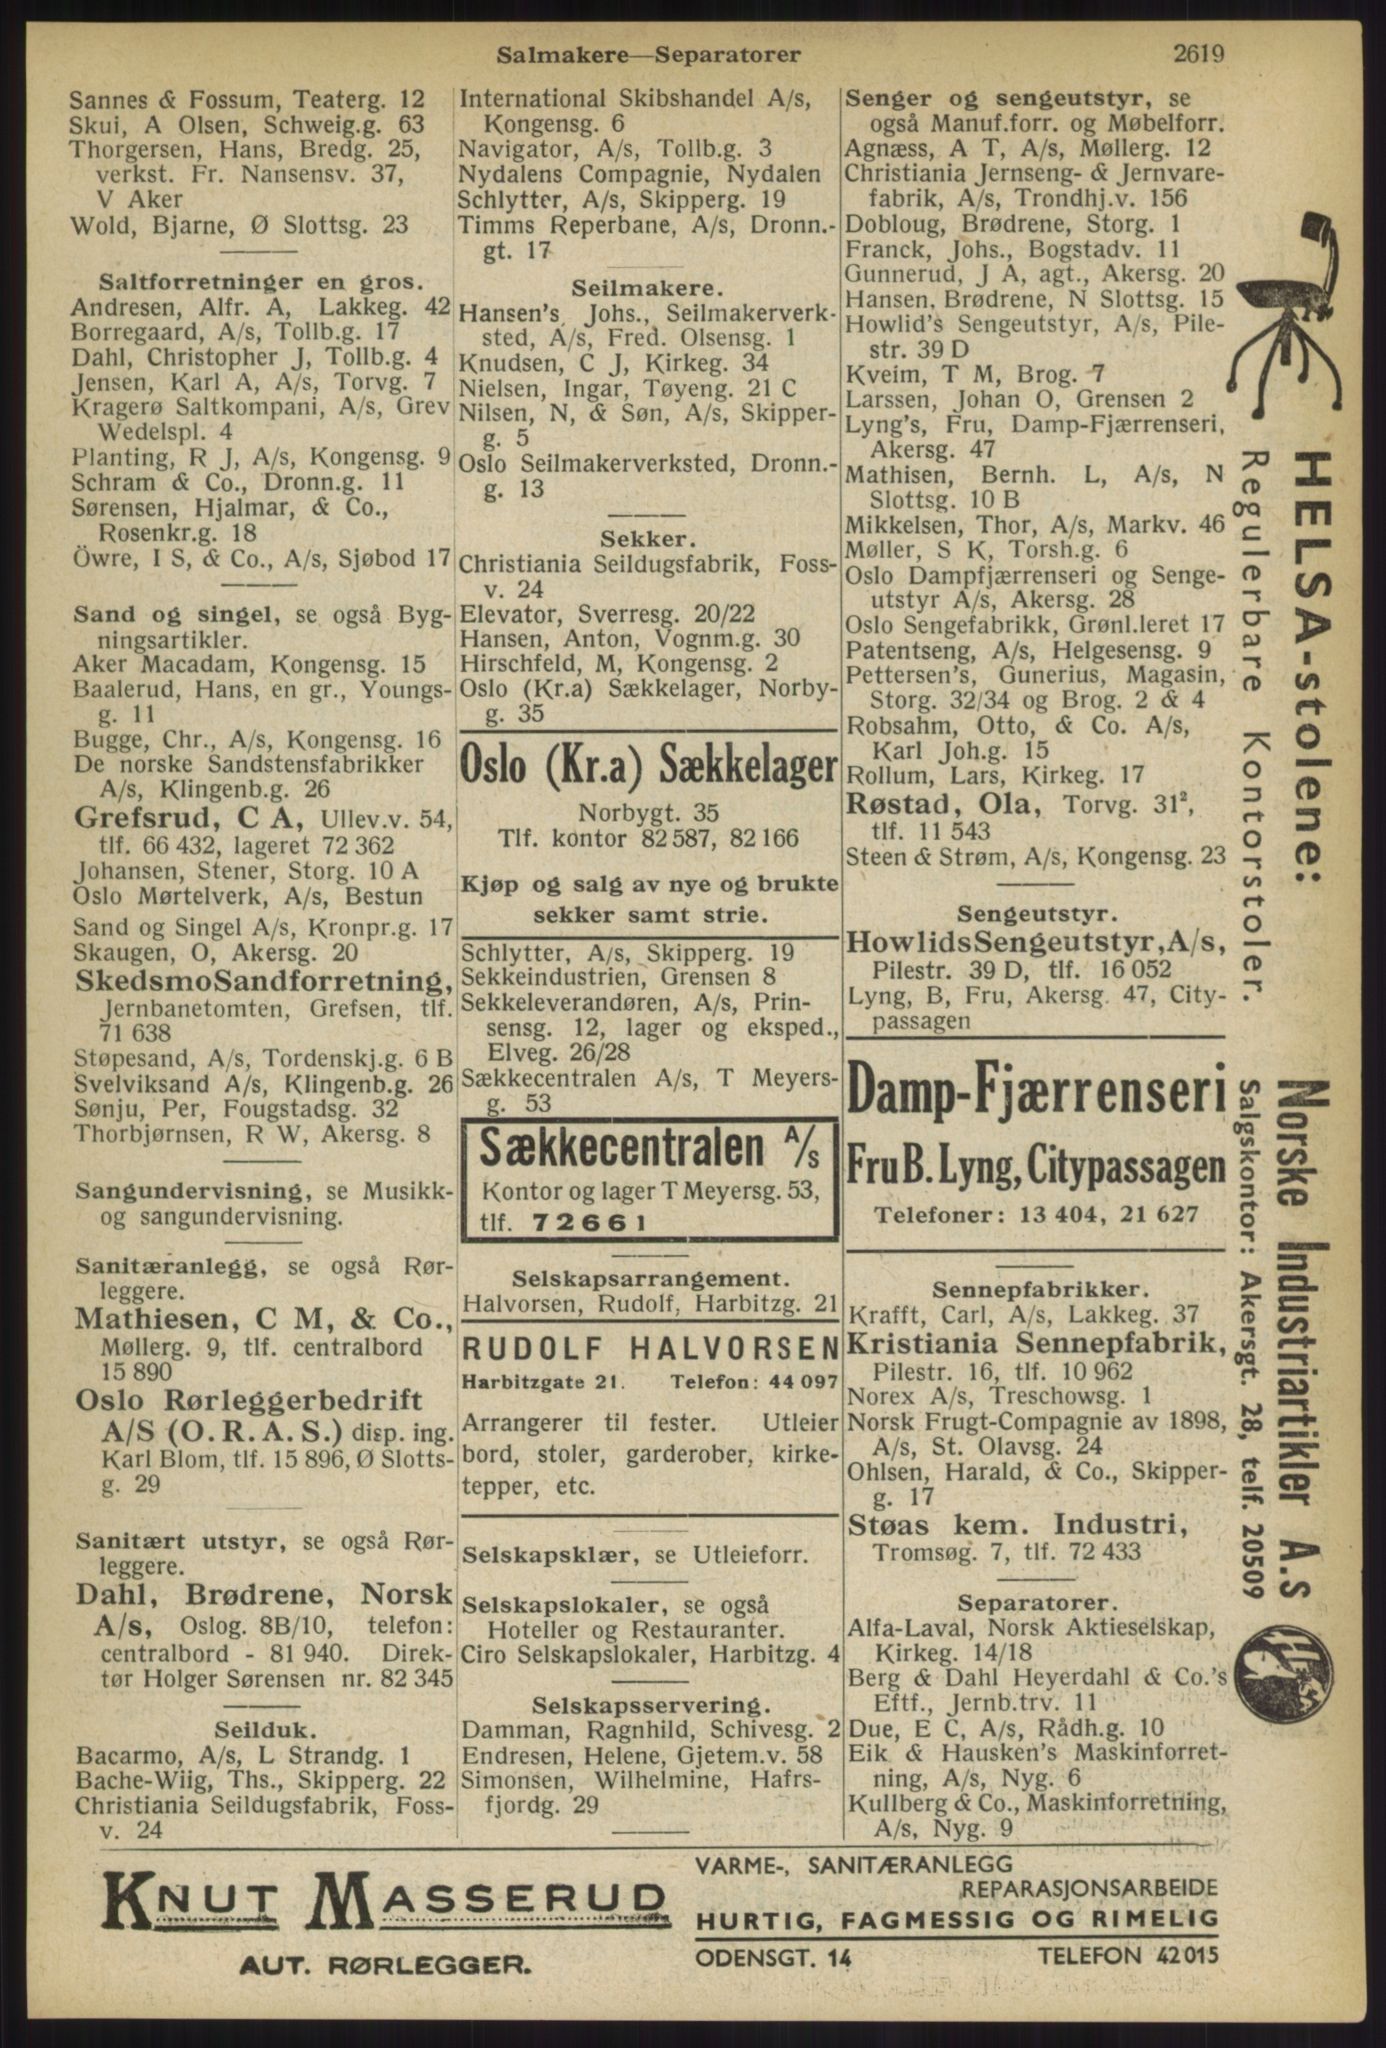 Salmakere—Separatorer
2619
Sannes & Fossum, Teaterg. 12
Skui, A Olsen, Schweig.g. 63
Thorgersen, Hans, Bredg. 25,
verkst. Fr. Nansensv. 37,
V Aker
Wold, Bjarne, Ø Slottsg. 23
Saltforretninger en gros.
Andresen, Alfr. A, Lakkeg. 42
Borregaard, A/s, Tollb.g. 17
Dahl, Christopher J, Tollb.g. 4
Jensen, Karl A, A/s, Torvg. 7
Kragerø Saltkompani, A/s, Grev
Wedelspl. 4
Planting, R J, A/s, Kongensg. 9
Schram & Co., Dronn.g. 11
Sørensen, Hjalmar, & Co.,
Rosenkr.g. 18
Öwre, I S, & Co., A/s, Sjøbod 17
Sand og singel, se også Byg-
ningsartikler.
Aker Macadam, Kongensg. 15
Baalerud, Hans, en gr., Youngs-
g. 11
Bugge, Chr., A/s, Kongensg. 16
De norske Sandstensfabrikker
A/s, Klingenb.g. 26
Grefsrud, C A, Ullev.v. 54,
tlf. 66 432, lageret 72 362
Johansen, Stener, Storg. 10 A
Oslo Mørtelverk, A/s, Bestun
Sand og Singel A/s, Kronpr.g. 17
Skaugen, O, Akersg. 20
Skedsmo Sandforretning,
Jernbanetomten, Grefsen, tlf.
71 638
Støpesand, A/s, Tordenskj.g. 6 B
Svelviksand A/s, Klingenb.g. 26
Sønju, Per, Fougstadsg. 32
Thorbjørnsen, R W, Akersg. 8
Sangundervisning, se Musikk-
og sangundervisning.
Sanitæranlegg, se også Rør-
leggere.
Mathiesen, C M, & Co.,
Møllerg. 9, tlf. centralbord
15 890
Oslo Rørleggerbedrift
A/S (O. R. A. S.) disp. ing.
Karl Blom, tlf. 15 896, Ø Slotts-
g. 29
Sanitært utstyr, se også Rør-
leggere.
Dahl, Brødrene, Norsk
A/s, Oslog. 8B/10, telefon:
centralbord - 81 940. Direk-
tør Holger Sørensen nr. 82 345
Seilduk.
Bacarmo, A/s, L Strandg. 1
Bache-Wiig, Ths., Skipperg. 22
Christiania Seildugsfabrik, Foss-
v. 24
International Skibshandel A/s,
Kongensg. 6
Navigator, A/s, Tollb.g. 3
Nydalens Compagnie, Nydalen
Schlytter, A/s, Skipperg. 19
Timms Reperbane, A/s, Dronn.-
gt. 17
Seilmakere.
Hansen's, Johs., Seilmakerverk-
sted, A/s, Fred. Olsensg. 1
Knudsen, C J, Kirkeg. 34
Nielsen, Ingar, Tøyeng. 21 C
Nilsen, N, & Søn, A/s, Skipper-
g. 5
Oslo Seilmakerverksted, Dronn.-
g. 13
Sekker.
Christiania Seildugsfabrik, Foss-
v. 24
Elevator, Sverresg. 20/22
Hansen, Anton, Vognm.g. 30
Hirschfeld, M, Kongensg. 2
Oslo (Kr.a) Sækkelager, Norby-
g. 35
Oslo (Kr.a) Sækkelager
Norbygt. 35
Tlf. kontor 82 587, 82 166
Kjøp og salg av nye og brukte
sekker samt strie.
Schlytter, A/s, Skipperg. 19
Sekkeindustrien, Grensen 8
Sekkeleverandøren, A/s, Prin-
sensg. 12, lager og eksped.,
Elveg. 26/28
Sækkecentralen A/s, T Meyers-
g. 53
Sækkecentralen A/s
Kontor og lager T Meyersg. 53,
tlf. 72661
Selskapsarrangement.
Halvorsen, Rudolf, Harbitzg. 21
RUDOLF HALVORSEN
Harbitzgate 21. Telefon: 44 097
Arrangerer til fester. Utleier
bord, stoler, garderober, kirke-
tepper, etc.
Selskapsklær, se Utleieforr.
Selskapslokaler, se også
Hoteller og Restauranter.
Ciro Selskapslokaler, Harbitzg. 4
Selskapsservering.
Damman, Ragnhild, Schivesg. 2
Endresen, Helene, Gjetem.v. 58
Simonsen, Wilhelmine, Hafrs-
fjordg. 29
Senger og sengeutstyr, se
også Manuf.forr. og Møbelforr.
Agnæss, A T, A/s, Møllerg. 12
Christiania Jernseng- & Jernvare-
fabrik, A/s, Trondhj.v. 156
Dobloug, Brødrene, Storg. 1
Franck, Johs., Bogstadv. 11
Gunnerud, J A, agt., Akersg. 20
Hansen, Brødrene, N Slottsg. 15
Howlid's Sengeutstyr, A/s, Pile-
str. 39 D
Kveim, T M, Brog. 7
Larssen, Johan O, Grensen 2
Lyng's, Fru, Damp-Fjærrenseri,
Akersg. 47
Mathisen, Bernh. L, A/s, N
Slottsg. 10 B
Mikkelsen, Thor, A/s, Markv. 46
Møller, S K, Torsh.g. 6
Oslo Dampfjærrenseri og Senge-
utstyr A/s, Akersg. 28
Oslo Sengefabrikk, Grønl.leret 17
Patentseng, A/s, Helgesensg. 9
Pettersen's, Gunerius, Magasin,
Storg. 32/34 og Brog. 2 & 4
Robsahm, Otto, & Co. A/s,
Karl Joh.g. 15
Rollum, Lars, Kirkeg. 17
Røstad, Ola, Torvg. 31²,
tlf. 11 543
Steen & Strøm, A/s, Kongensg. 23
Sengeutstyr.
Howlids Sengeutstyr, A/s,
Pilestr. 39 D, tlf. 16 052
Lyng, B, Fru, Akersg. 47, City-
passagen
Damp-Fjærrenseri
Fru B. Lyng, Citypassagen
Telefoner: 13 404, 21 627
Sennepfabrikker.
Krafft, Carl, A/s, Lakkeg. 37
Kristiania Sennepfabrik,
Pilestr. 16, tlf. 10 962
Norex A/s, Treschowsg. 1
Norsk Frugt-Compagnie av 1898,
A/s, St. Olavsg. 24
Ohlsen, Harald, & Co., Skipper-
g. 17
Støas kem. Industri,
Tromsøg. 7, tlf. 72 433
Separatorer.
Alfa-Laval, Norsk Aktieselskap,
Kirkeg. 14/18
Berg & Dahl Heyerdahl & Co.'s
Eftf., Jernb.trv. 11
Due, E C, A/s, Rådh.g. 10
Eik & Hausken's Maskinforret-
ning, A/s, Nyg. 6
Kullberg & Co., Maskinforretning,
A/s, Nyg. 9
HELSA-stolene:
Regulerbare Kontorstoler.
Norske Industriartikler A.s
Salgskontor: Akersgt. 28, telf. 20509
KNUT MASSERUD
AUT. RØRLEGGER.
VARME-, SANITÆRANLEGG
REPARASJONSARBEIDE
HURTIG, FAGMESSIG OG RIMELIG
ODENSGT. 14 TELEFON 42 015